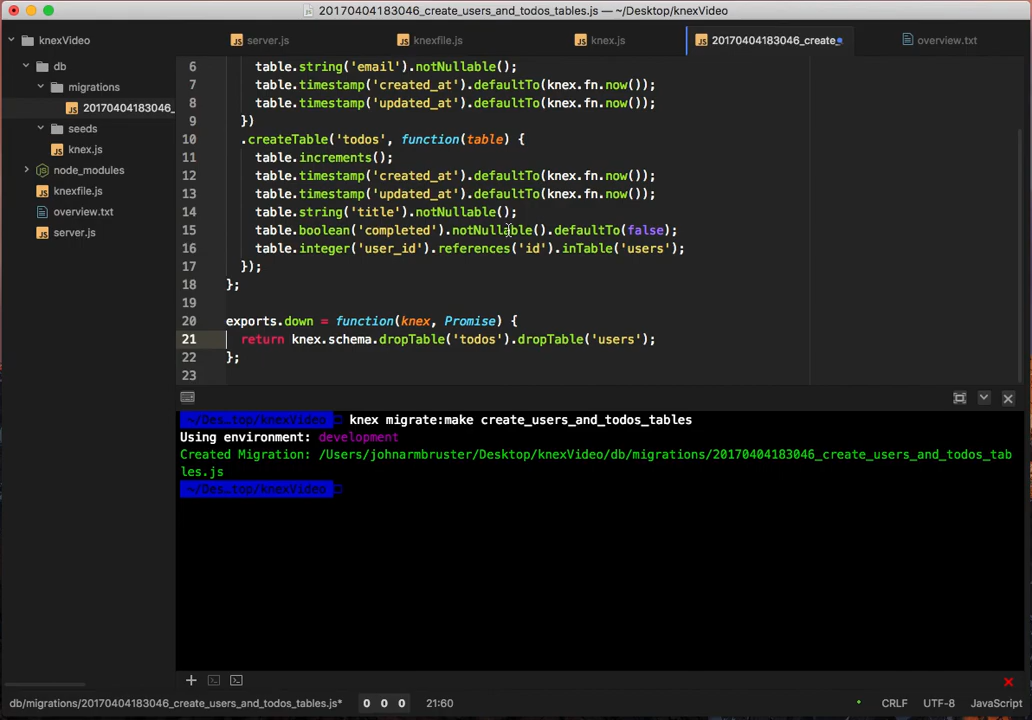 20170404183046_create_users_and_todos_tables.js — ~/Desktop/knexVideo
knexVideo
server.js
knexfile.js
knex.js
20170404183046_create_
overview.txt
db
migrations
20170404183046_
seeds
knex.js
node_modules
knexfile.js
overview.txt
server.js
6 table.string('email').notNullable();
7 table.timestamp('created_at').defaultTo(knex.fn.now());
8 table.timestamp('updated_at').defaultTo(knex.fn.now());
9 })
10 .createTable('todos', function(table) {
11 table.increments();
12 table.timestamp('created_at').defaultTo(knex.fn.now());
13 table.timestamp('updated_at').defaultTo(knex.fn.now());
14 table.string('title').notNullable();
15 table.boolean('completed').notNullable().defaultTo(false);
16 table.integer('user_id').references('id').inTable('users');
17 });
18 };
19
20 exports.down = function(knex, Promise) {
21 return knex.schema.dropTable('todos').dropTable('users');
22 };
23
~/Des…top/knexVideo knex migrate:make create_users_and_todos_tables
Using environment: development
Created Migration: /Users/johnarmbruster/Desktop/knexVideo/db/migrations/20170404183046_create_users_and_todos_tab
les.js
~/Des…top/knexVideo
db/migrations/20170404183046_create_users_and_todos_tables.js* 0 0 0 21:60 CRLF UTF-8 JavaScript